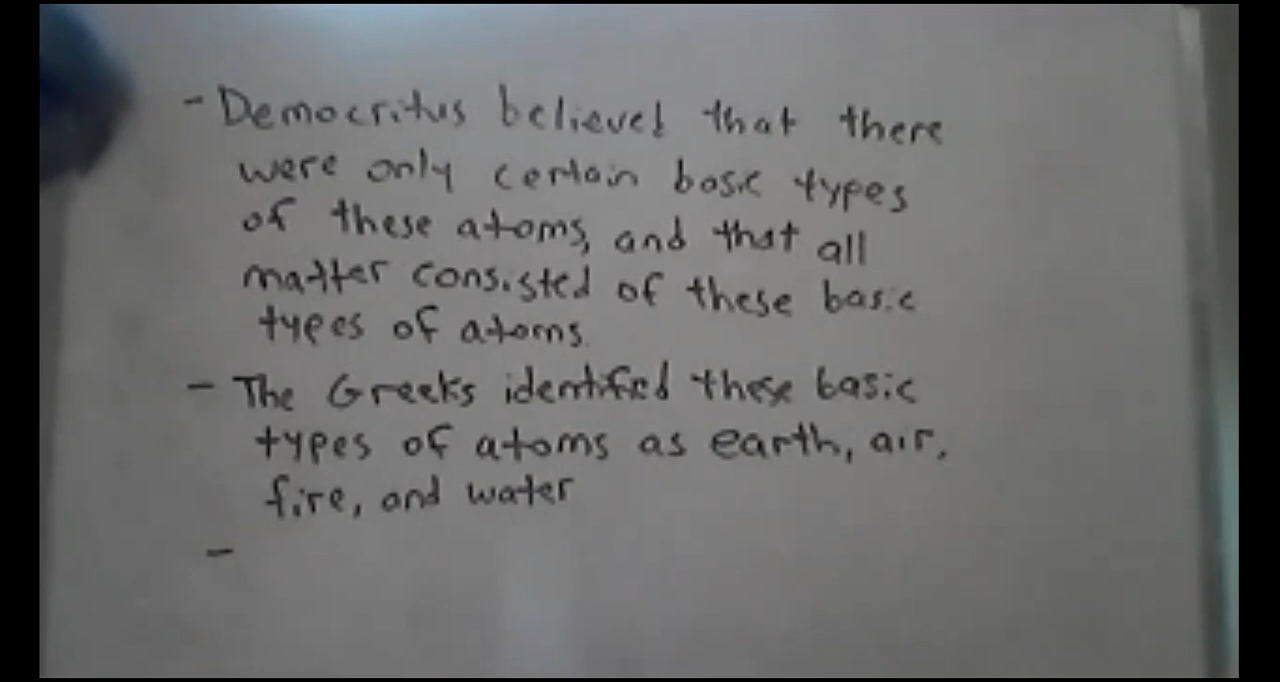 - Democritus believed that there
were only certain basic types
of these atoms, and that all
matter consisted of these basic
types of atoms.
- The Greeks identified these basic
types of atoms as earth, air,
fire, and water
-